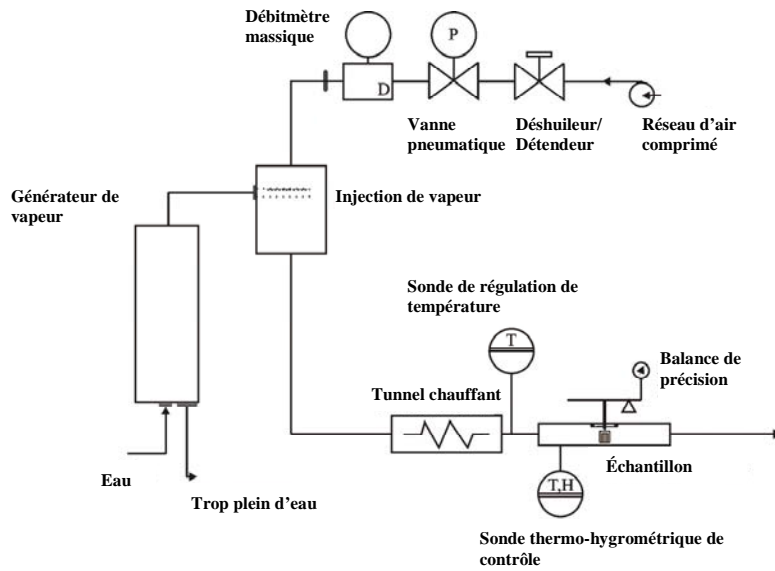 Débitmètre
massique
P
D
Vanne
pneumatique
Déshuileur/
Détendeur
Réseau d'air
comprimé
Générateur de
vapeur
Injection de vapeur
Sonde de régulation de
température
T
Balance de
précision
Tunnel chauffant
Échantillon
Eau
Trop plein d'eau
T,H
Sonde thermo-hygrométrique de
contrôle